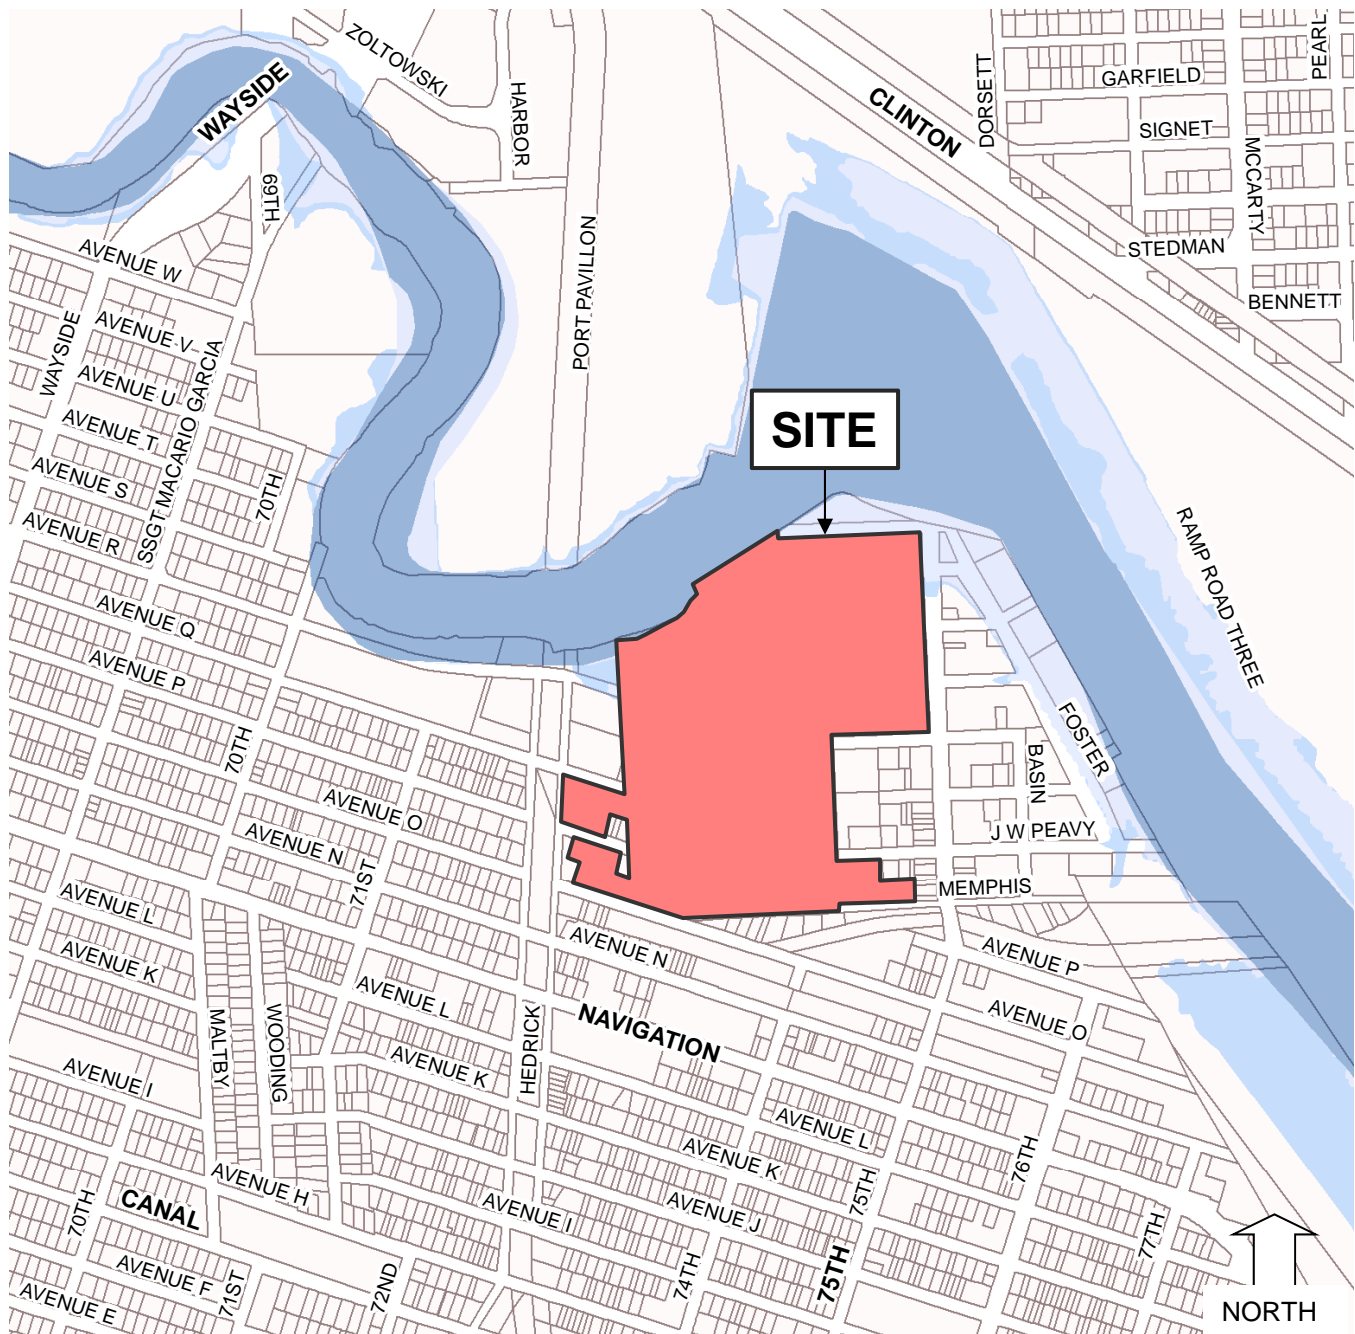 ZOLTOWSKI
WAYSIDE
HARBOR
CLINTON
DORSETT
PEARL
GARFIELD
SIGNET
MCCARTY
STEDMAN
BENNETT
69TH
AVENUE W
PORT PAVILLON
WAYSIDE
AVENUE V
AVENUE U
SSGT MACARIO GARCIA
AVENUE T
SITE
AVENUE S
70TH
AVENUE R
RAMP ROAD THREE
AVENUE Q
AVENUE P
70TH
FOSTER
BASIN
AVENUE O
J W PEAVY
AVENUE N
71ST
MEMPHIS
AVENUE L
AVENUE N
AVENUE P
AVENUE K
AVENUE L
AVENUE O
MALTBY
WOODING
HEDRICK
NAVIGATION
AVENUE I
AVENUE K
AVENUE L
AVENUE K
76TH
AVENUE H
75TH
CANAL
70TH
AVENUE I
AVENUE J
77TH
AVENUE F
71ST
72ND
74TH
75TH
AVENUE E
NORTH